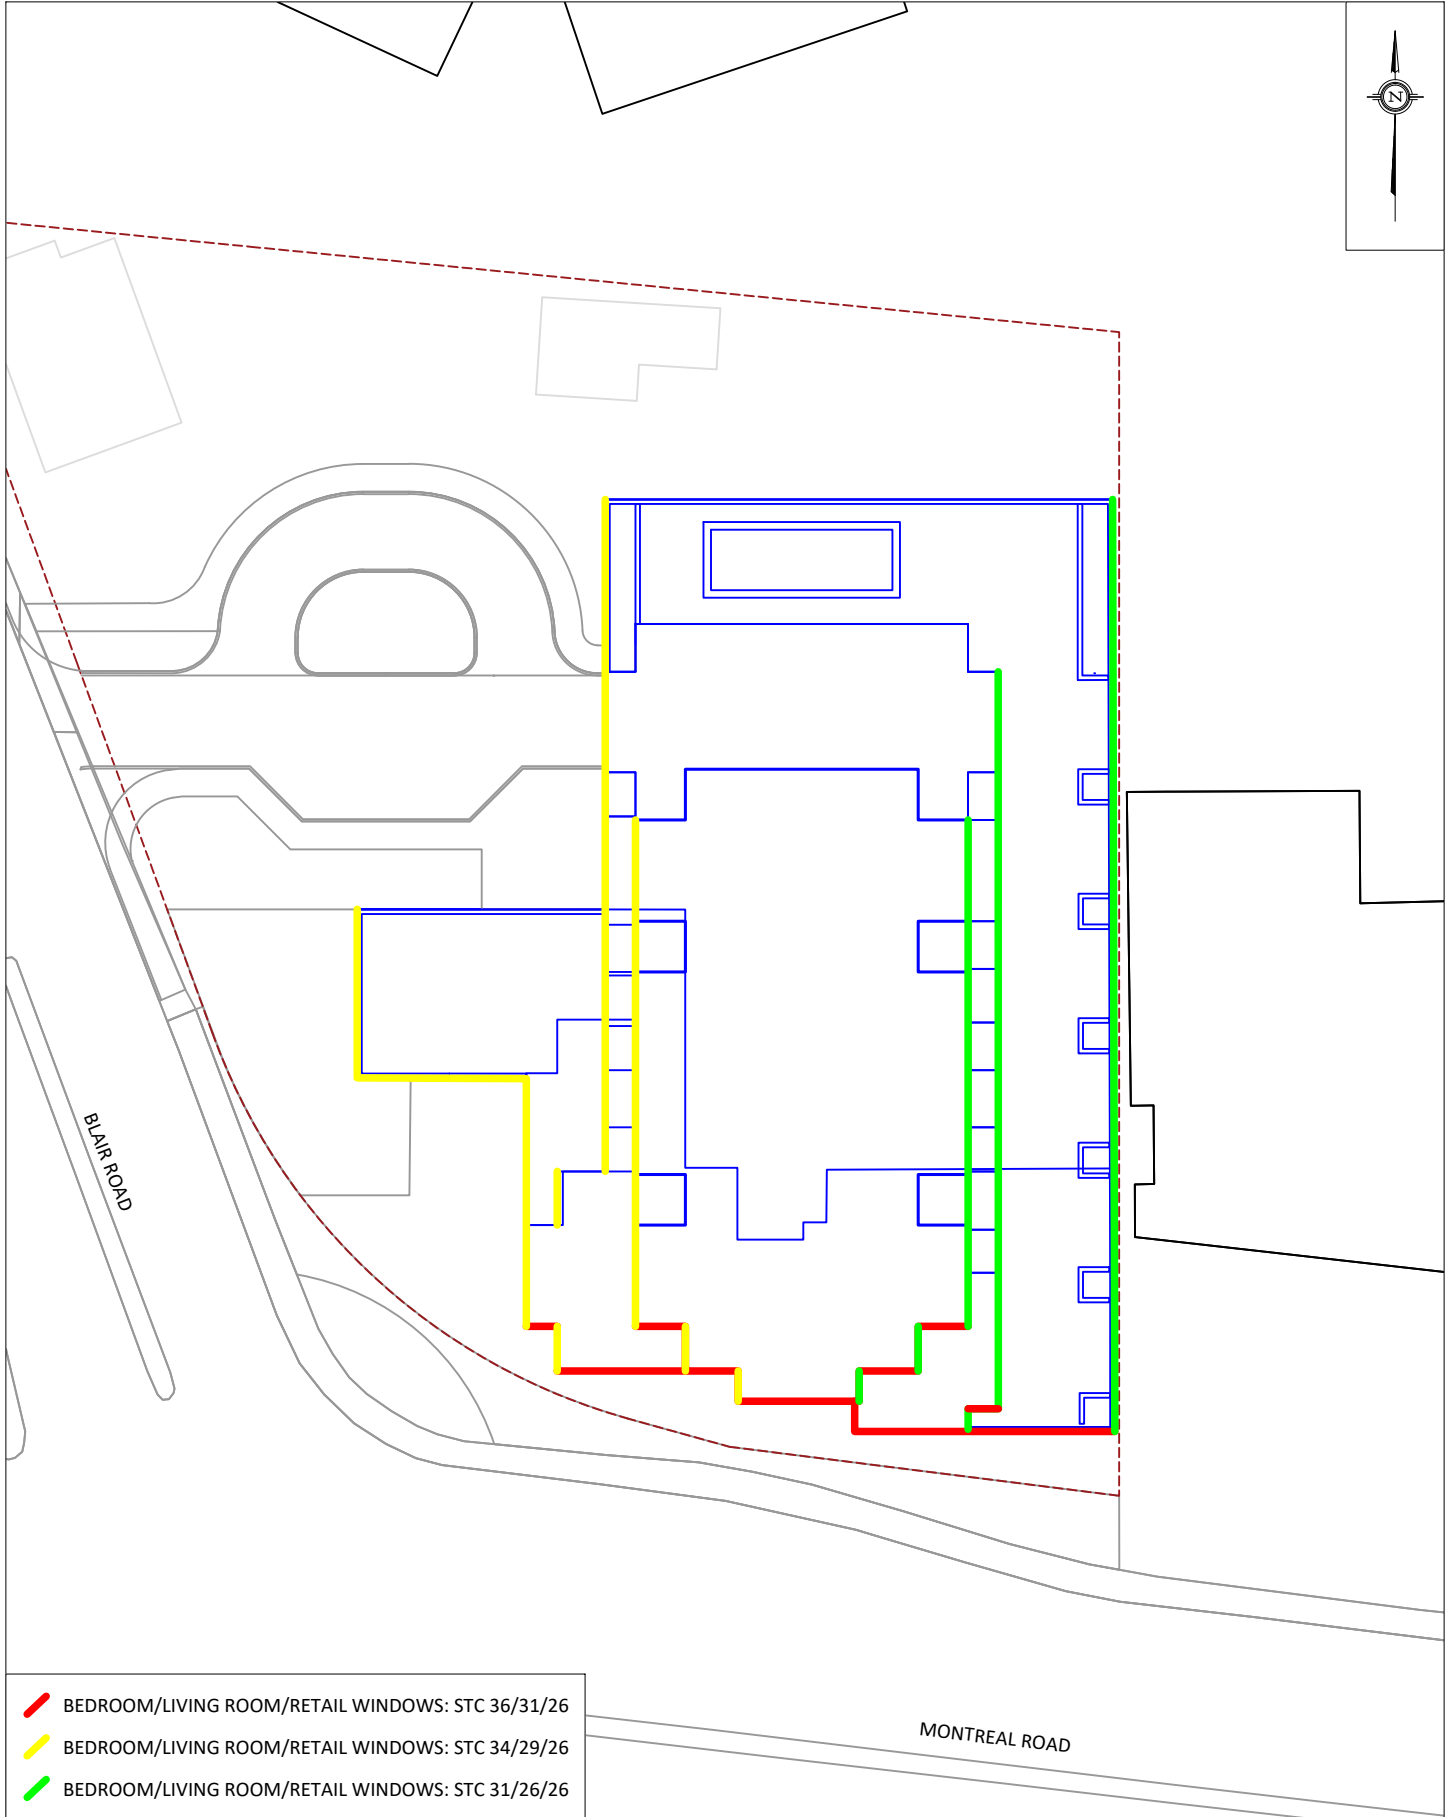 N
BLAIR ROAD
BEDROOM/LIVING ROOM/RETAIL WINDOWS: STC 36/31/26
BEDROOM/LIVING ROOM/RETAIL WINDOWS: STC 34/29/26
BEDROOM/LIVING ROOM/RETAIL WINDOWS: STC 31/26/26
MONTREAL ROAD